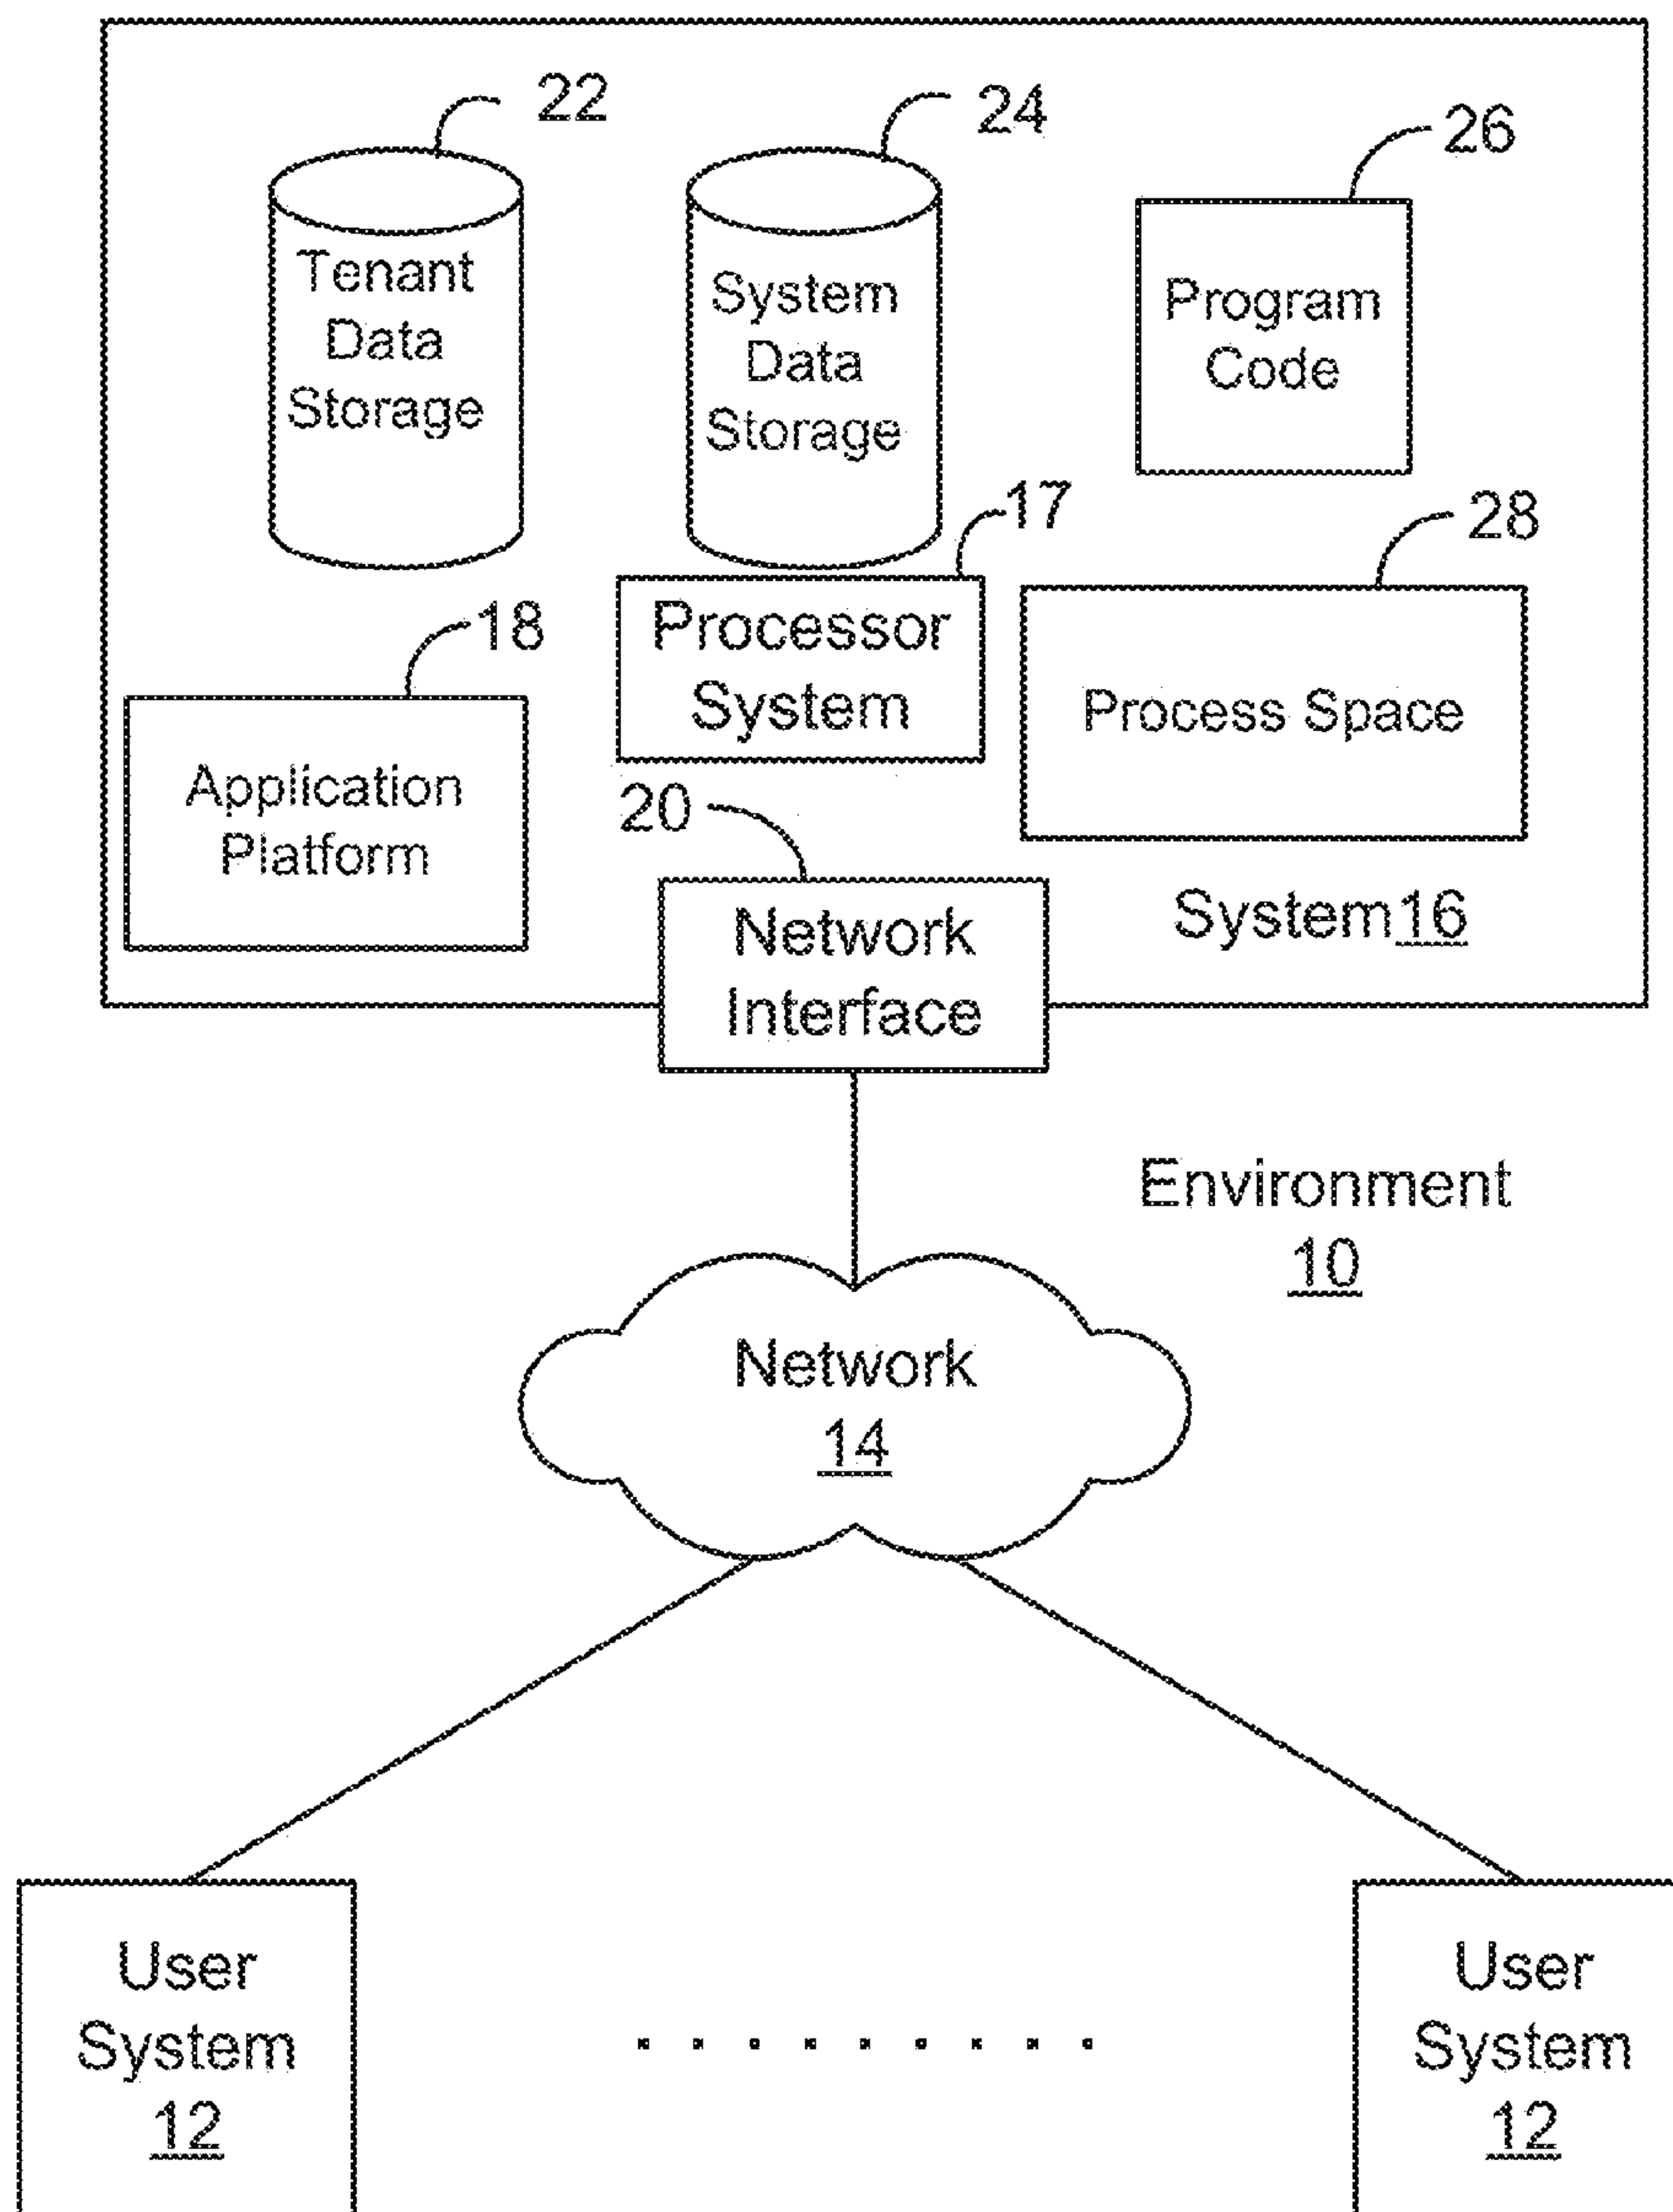 22
24
26
Tenant
Data
Storage
System
Data
Storage
Program
Code
17
28
18
Processor
System
Process Space
Application
Platform
20
System16
Network
Interface
Environment
10
Network
14
User
System
12
User
System
12